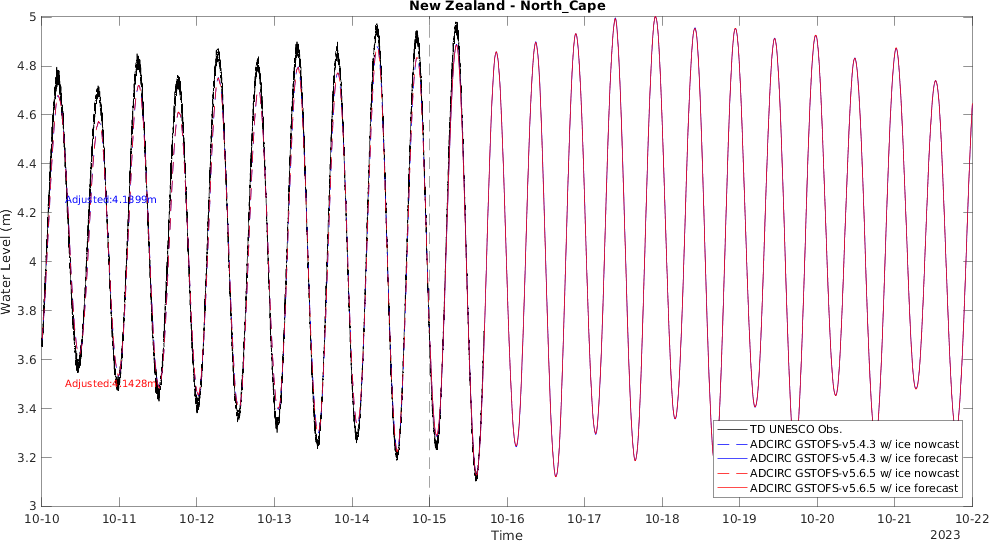 New Zealand - North_Cape
Water Level (m)
5
4.8
4.6
4.4
4.2
4
3.8
3.6
3.4
3.2
3
Adjusted:4.1399m
Adjusted:4.1428m
TD UNESCO Obs.
ADCIRC GSTOFS-v5.4.3 w/ ice nowcast
ADCIRC GSTOFS-v5.4.3 w/ ice forecast
ADCIRC GSTOFS-v5.6.5 w/ ice nowcast
ADCIRC GSTOFS-v5.6.5 w/ ice forecast
10-10 10-11 10-12 10-13 10-14 10-15 10-16 10-17 10-18 10-19 10-20 10-21 10-22
Time
2023